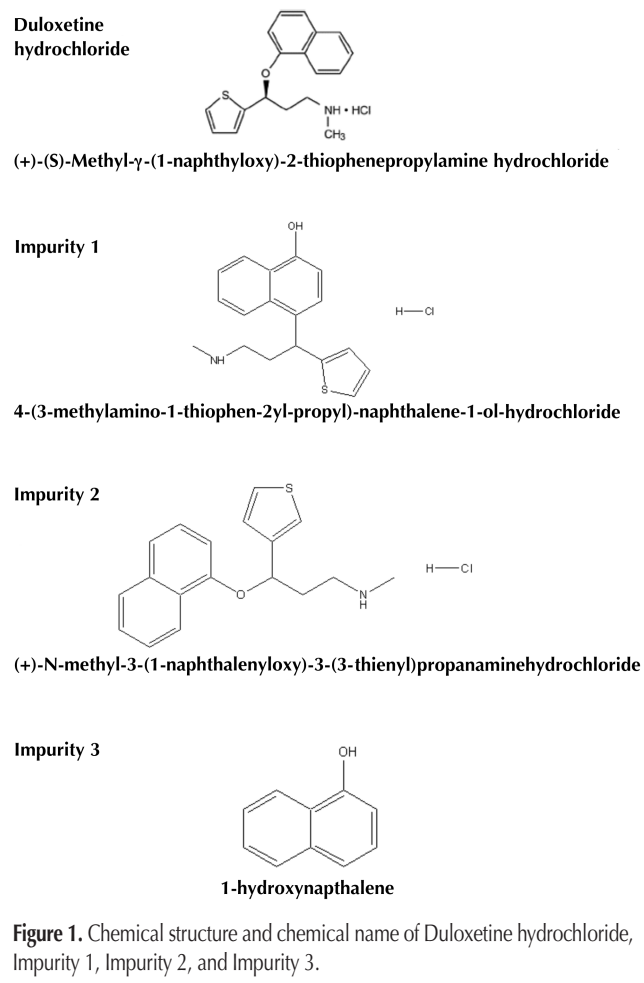 Duloxetine
hydrochloride
O
S
NH • HCl
CH₃
(+)-(S)-Methyl-γ-(1-naphthyloxy)-2-thiophenepropylamine hydrochloride
OH
Impurity 1
H—Cl
NH
S
4-(3-methylamino-1-thiophen-2yl-propyl)-naphthalene-1-ol-hydrochloride
Impurity 2
S
H—Cl
O
N
H
(+)-N-methyl-3-(1-naphthalenyloxy)-3-(3-thienyl)propanaminehydrochloride
Impurity 3
OH
1-hydroxynapthalene
Figure 1. Chemical structure and chemical name of Duloxetine hydrochloride,
Impurity 1, Impurity 2, and Impurity 3.